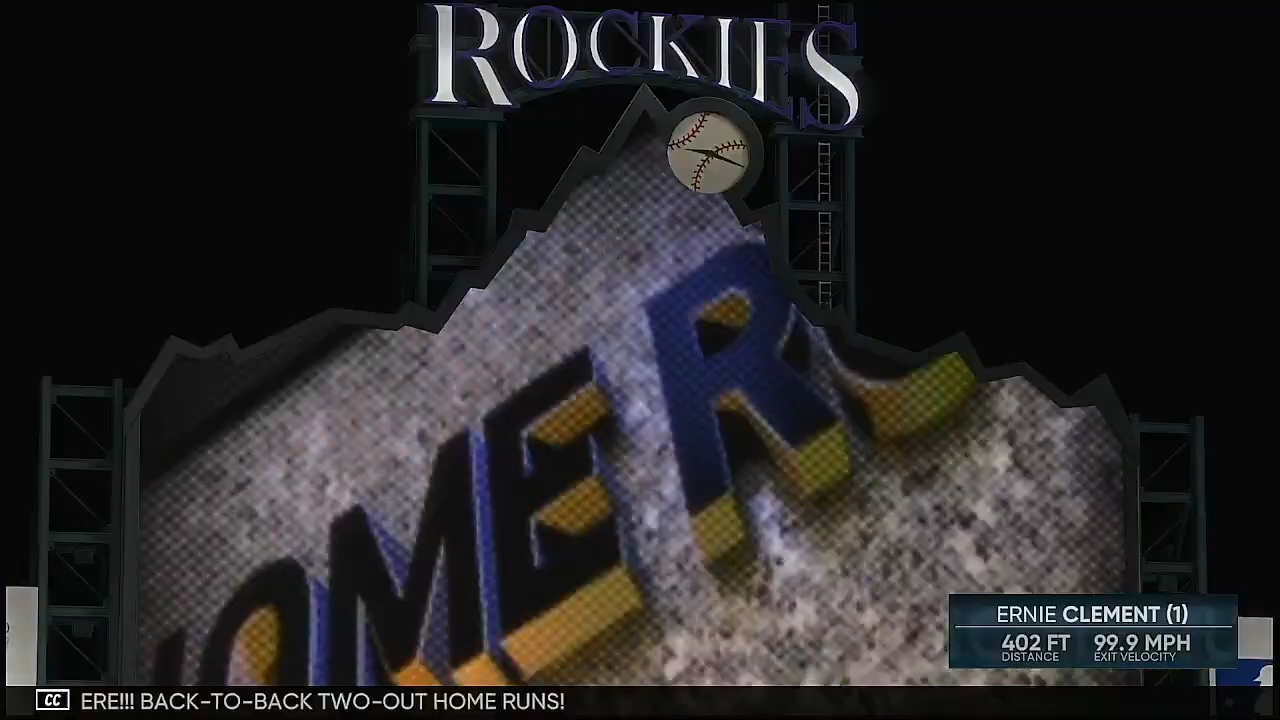 ROCKIES
OMER
ERNIE CLEMENT (1)
402 FT 99.9 MPH
DISTANCE EXIT VELOCITY
CC ERE!!! BACK-TO-BACK TWO-OUT HOME RUNS!